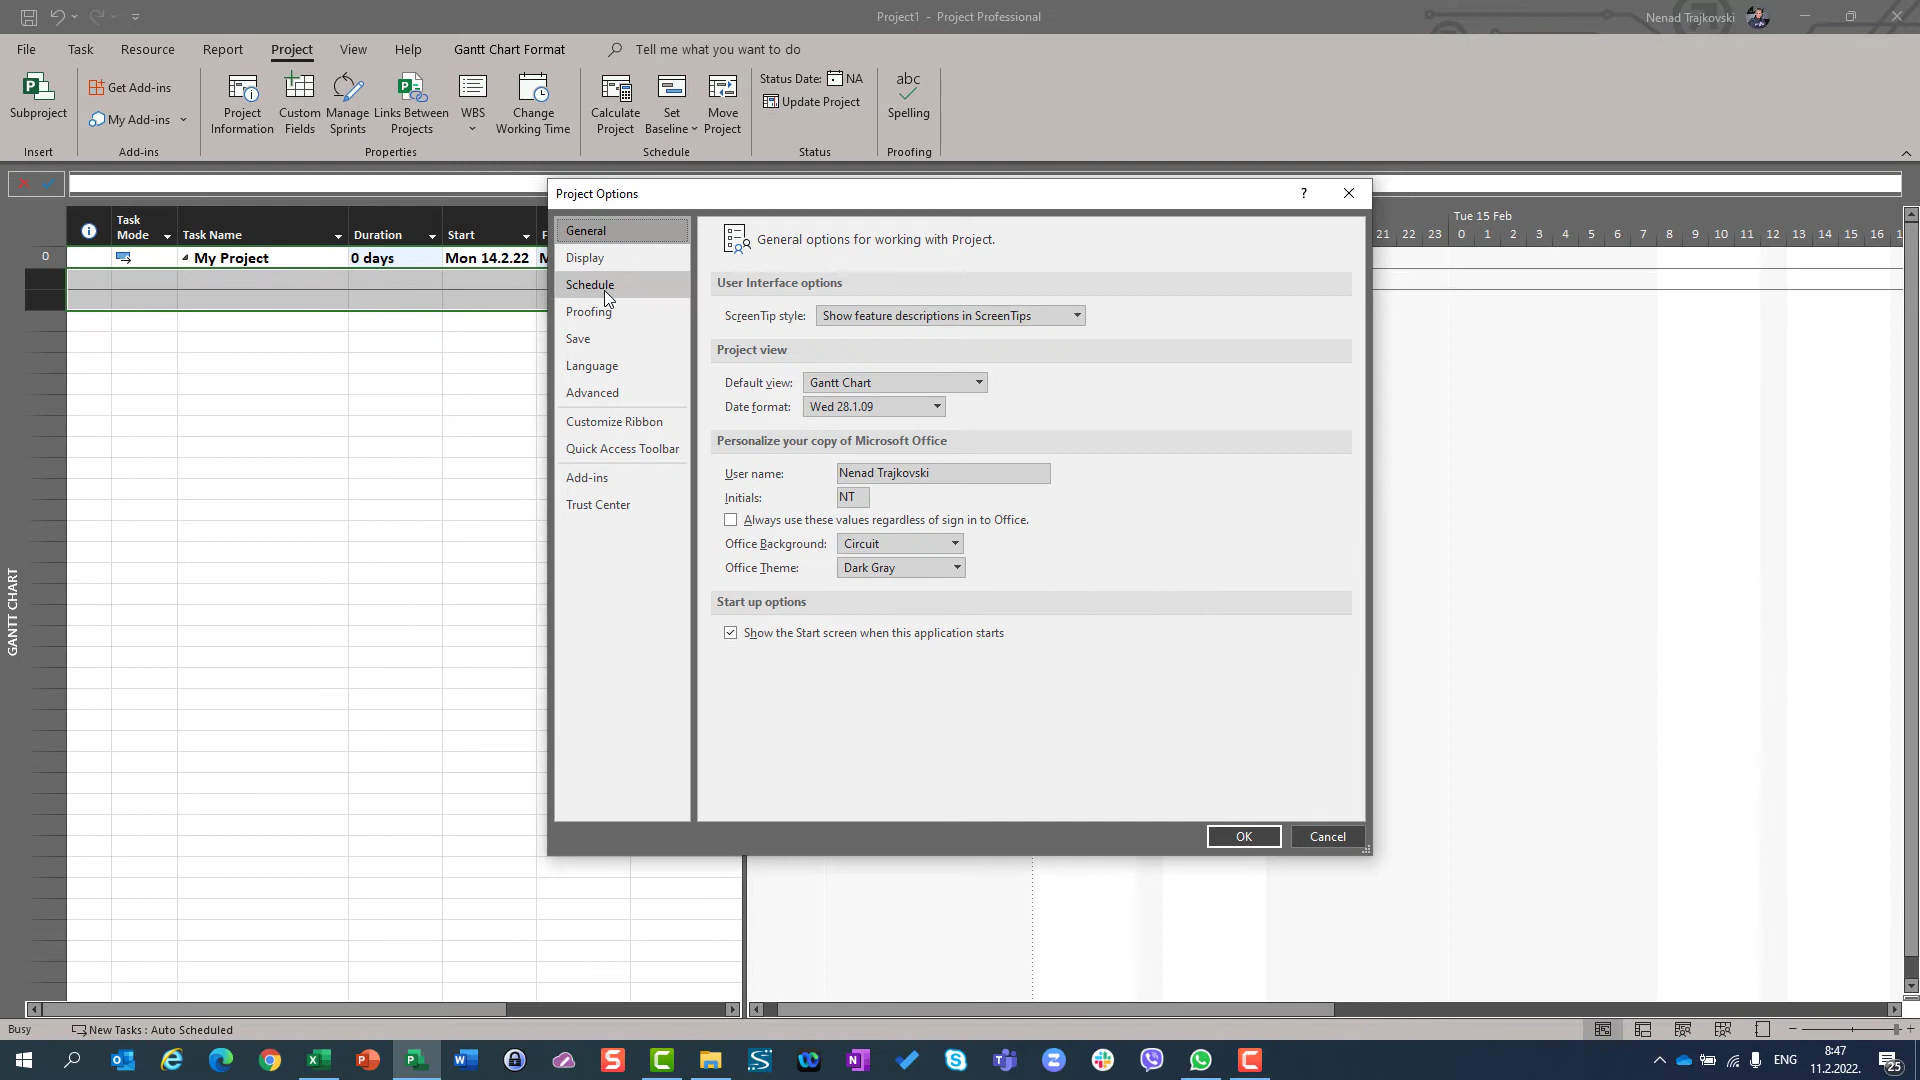 Project1 - Project Professional
Nenad Trajkovski
File Task Resource Report Project View Help Gantt Chart Format Tell me what you want to do
Subproject
Get Add-ins
My Add-ins
Project Information
Custom Fields
Manage Sprints
Links Between Projects
WBS
Change Working Time
Calculate Project
Set Baseline
Move Project
Status Date: NA
Update Project
abc
Spelling
Insert Add-ins Properties Schedule Status Proofing
Project Options
?
Task Mode Task Name Duration Start F
0 My Project 0 days Mon 14.2.22 M
Tue 15 Feb
21 22 23 0 1 2 3 4 5 6 7 8 9 10 11 12 13 14 15 16 1
General
Display
Schedule
Proofing
Save
Language
Advanced
Customize Ribbon
Quick Access Toolbar
Add-ins
Trust Center
General options for working with Project.
User Interface options
ScreenTip style: Show feature descriptions in ScreenTips
Project view
Default view: Gantt Chart
Date format: Wed 28.1.09
Personalize your copy of Microsoft Office
User name: Nenad Trajkovski
Initials: NT
Always use these values regardless of sign in to Office.
Office Background: Circuit
Office Theme: Dark Gray
Start up options
Show the Start screen when this application starts
OK Cancel
GANTT CHART
Busy New Tasks : Auto Scheduled
ENG
8:47
11.2.2022.
25